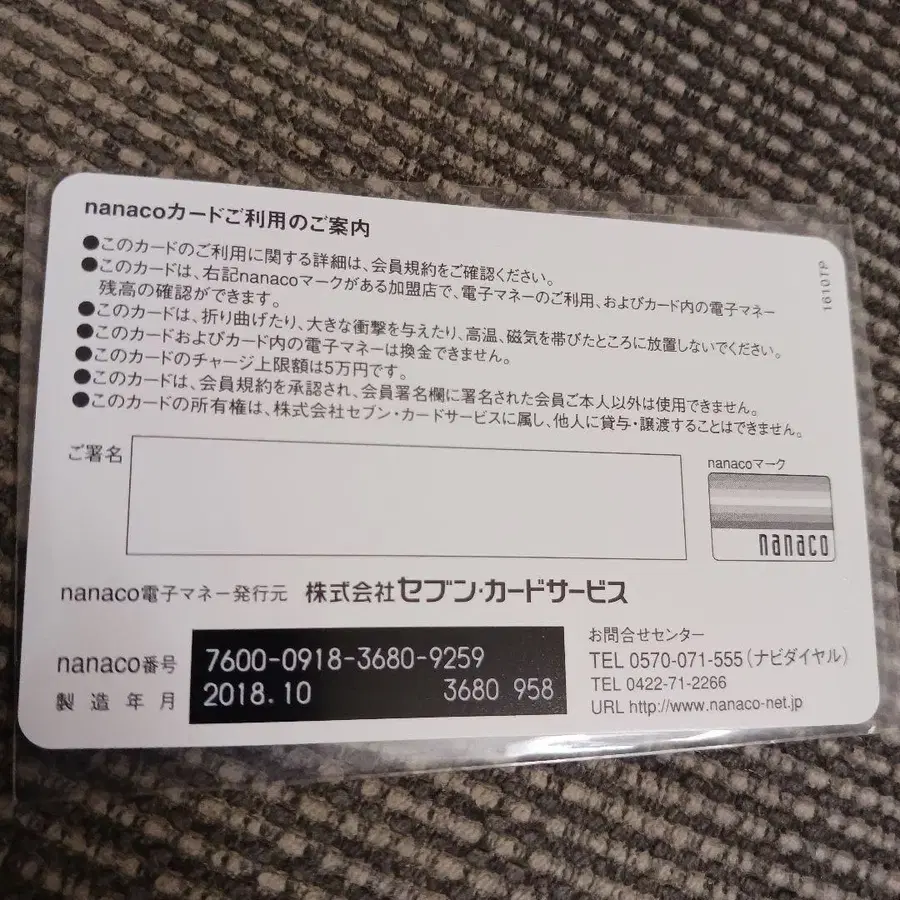 nanacoカードご利用のご案内
1610TP
●このカードのご利用に関する詳細は、会員規約をご確認ください。
●このカードは、右記nanacoマークがある加盟店で、電子マネーのご利用、およびカード内の電子マネー
残高の確認ができます。
●このカードは、折り曲げたり、大きな衝撃を与えたり、高温、磁気を帯びたところに放置しないでください。
●このカードおよびカード内の電子マネーは換金できません。
●このカードのチャージ上限額は5万円です。
●このカードは、会員規約を承認され、会員署名欄に署名された会員ご本人以外は使用できません。
●このカードの所有権は、株式会社セブン・カードサービスに属し、他人に貸与・譲渡することはできません。
ご署名
nanacoマーク
nanaco
nanaco電子マネー発行元 株式会社セブン・カードサービス
nanaco番号 7600-0918-3680-9259
製造年月 2018.10 3680 958
お問合せセンター
TEL 0570-071-555(ナビダイヤル)
TEL 0422-71-2266
URL http://www.nanaco-net.jp